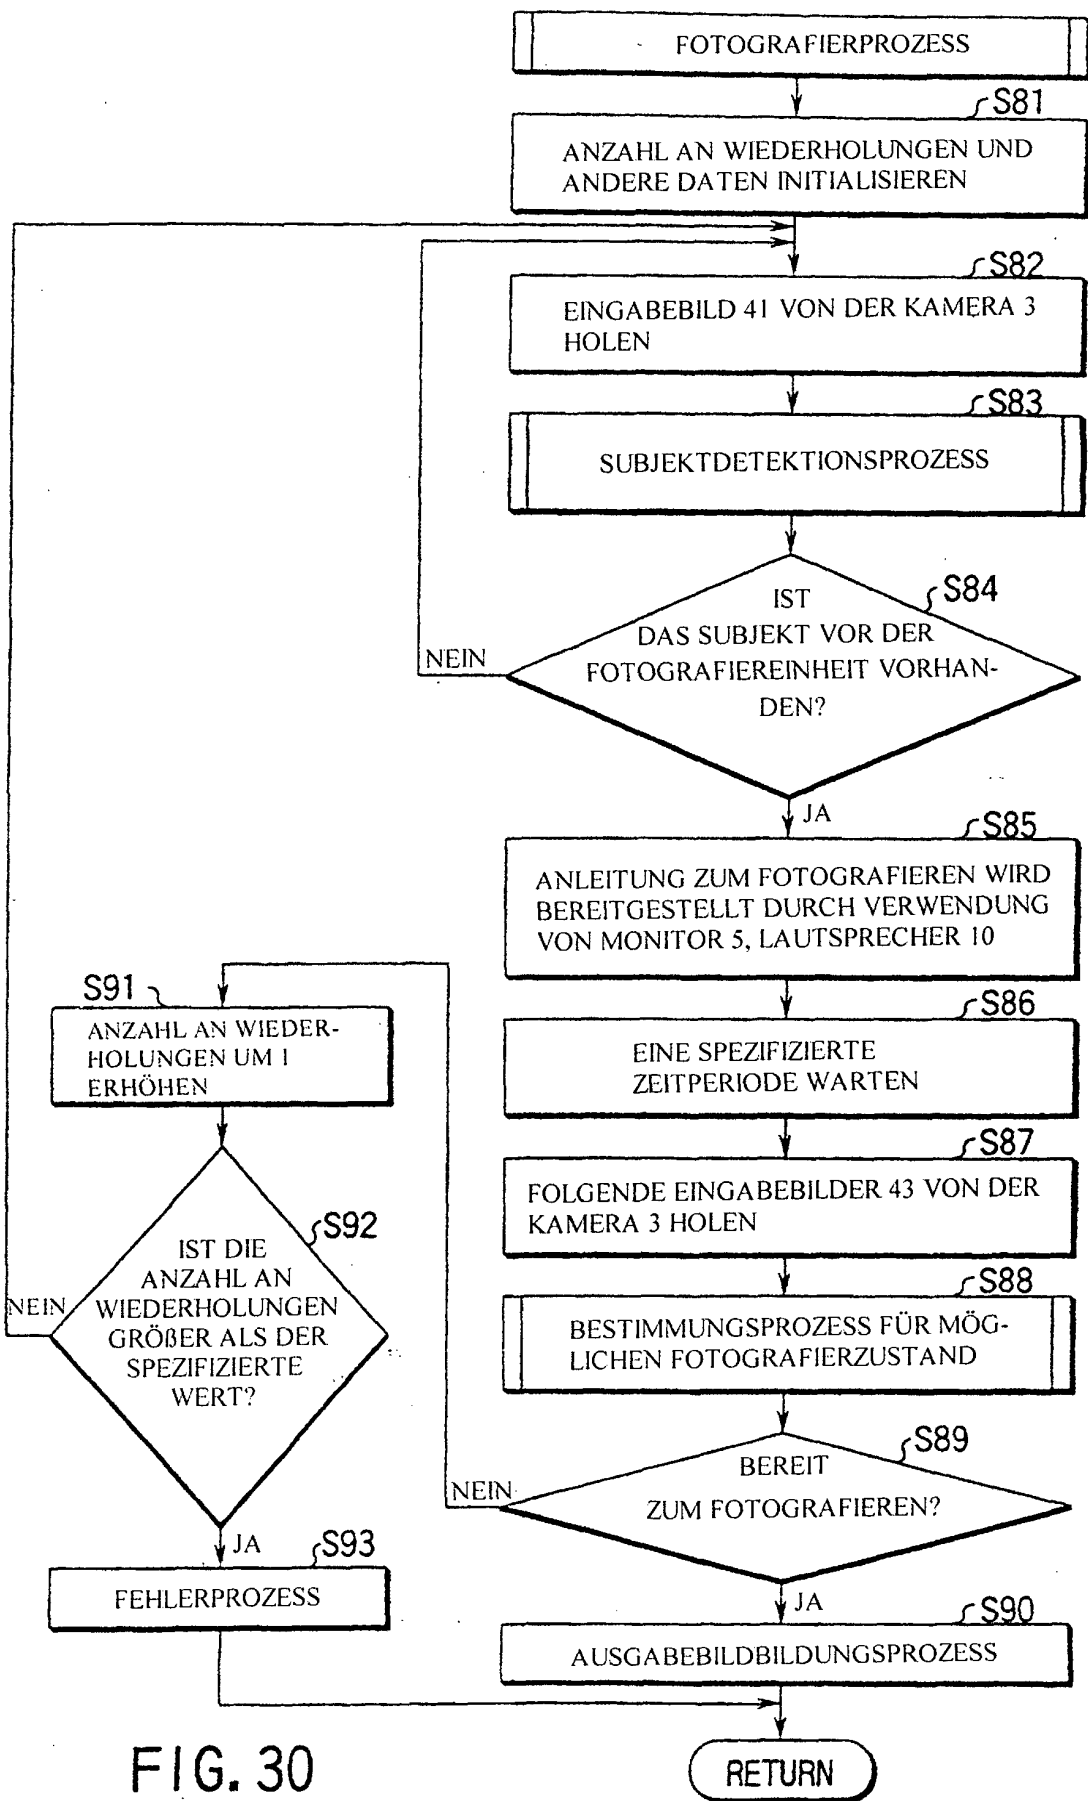 FOTOGRAFIERPROZESS
S81
ANZAHL AN WIEDERHOLUNGEN UND
ANDERE DATEN INITIALISIEREN
S82
EINGABEBILD 41 VON DER KAMERA 3
HOLEN
S83
SUBJEKTDETEKTIONSPROZESS
S84
IST
DAS SUBJEKT VOR DER
FOTOGRAFIEREINHEIT VORHAN-
DEN?
NEIN
JA
S85
ANLEITUNG ZUM FOTOGRAFIEREN WIRD
BEREITGESTELLT DURCH VERWENDUNG
VON MONITOR 5, LAUTSPRECHER 10
S86
EINE SPEZIFIZIERTE
ZEITPERIODE WARTEN
S87
FOLGENDE EINGABEBILDER 43 VON DER
KAMERA 3 HOLEN
S88
BESTIMMUNGSPROZESS FÜR MÖG-
LICHEN FOTOGRAFIERZUSTAND
S89
BEREIT
ZUM FOTOGRAFIEREN?
NEIN
JA
S90
AUSGABEBILDBILDUNGSPROZESS
S91
ANZAHL AN WIEDER-
HOLUNGEN UM 1
ERHÖHEN
S92
IST DIE
ANZAHL AN
WIEDERHOLUNGEN
GRÖßER ALS DER
SPEZIFIZIERTE
WERT?
NEIN
JA
S93
FEHLERPROZESS
RETURN
FIG. 30